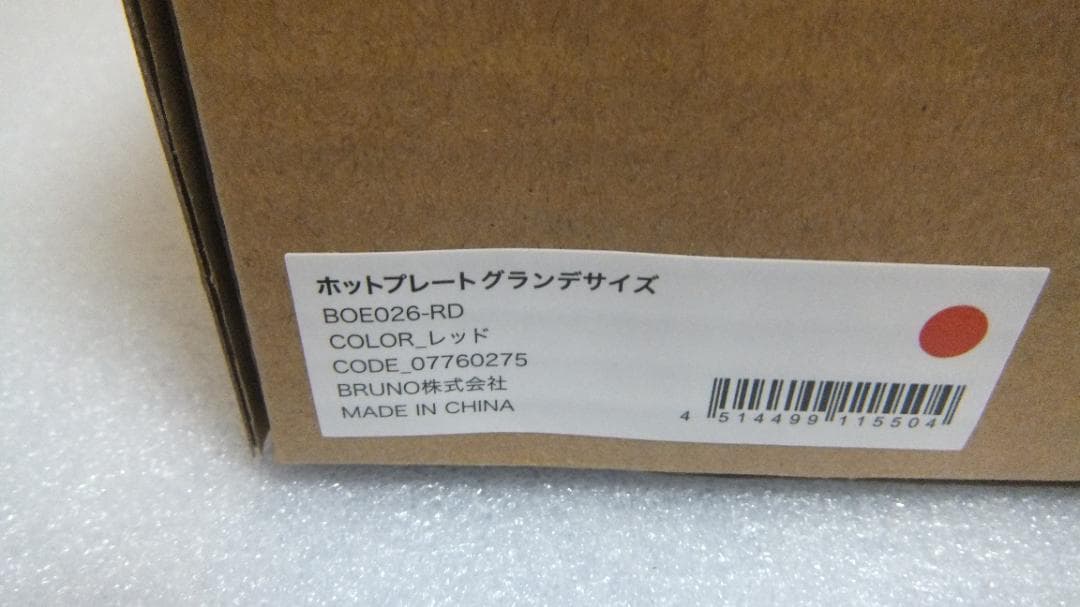 ホットプレート グランデサイズ
BOE026-RD
COLOR_レッド
CODE_07760275
BRUNO株式会社
MADE IN CHINA
4 514499 115504